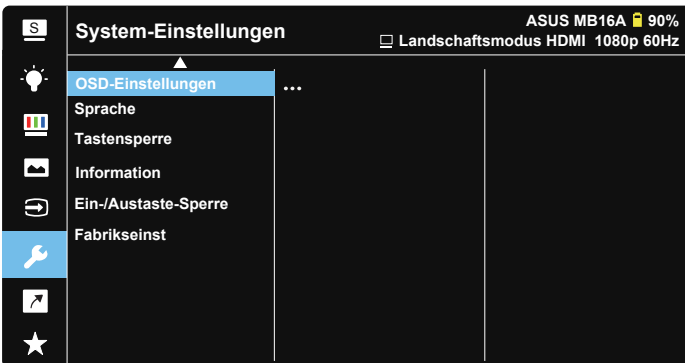 S
System-Einstellungen
ASUS MB16A 90%
Landschaftsmodus HDMI 1080p 60Hz
OSD-Einstellungen ...
Sprache
Tastensperre
Information
Ein-/Austaste-Sperre
Fabrikseinst